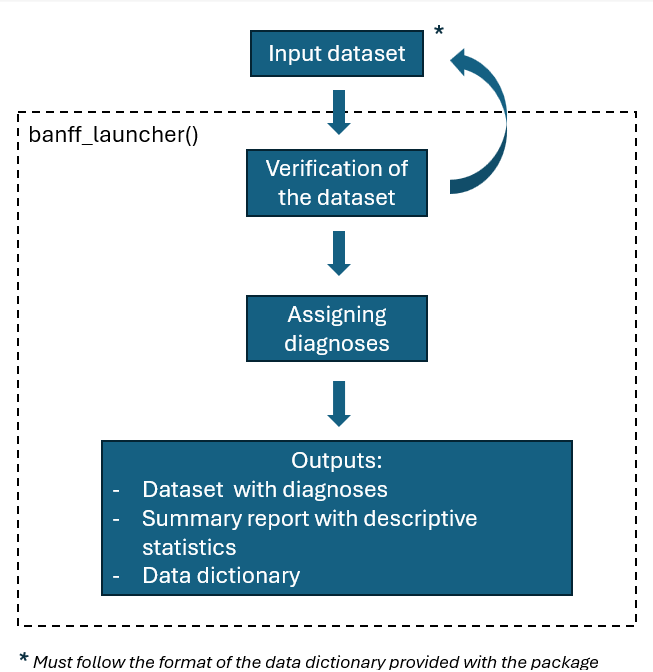 Input dataset *
banff_launcher()
Verification of
the dataset
Assigning
diagnoses
Outputs:
- Dataset with diagnoses
- Summary report with descriptive
statistics
- Data dictionary
* Must follow the format of the data dictionary provided with the package